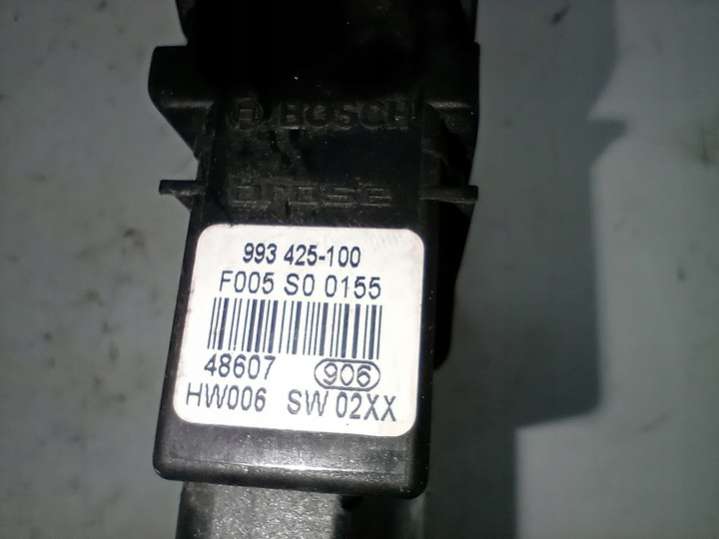 BOSCH
BROSE
993 425-100
F005 S0 0155
48607 906
HW006 SW 02XX